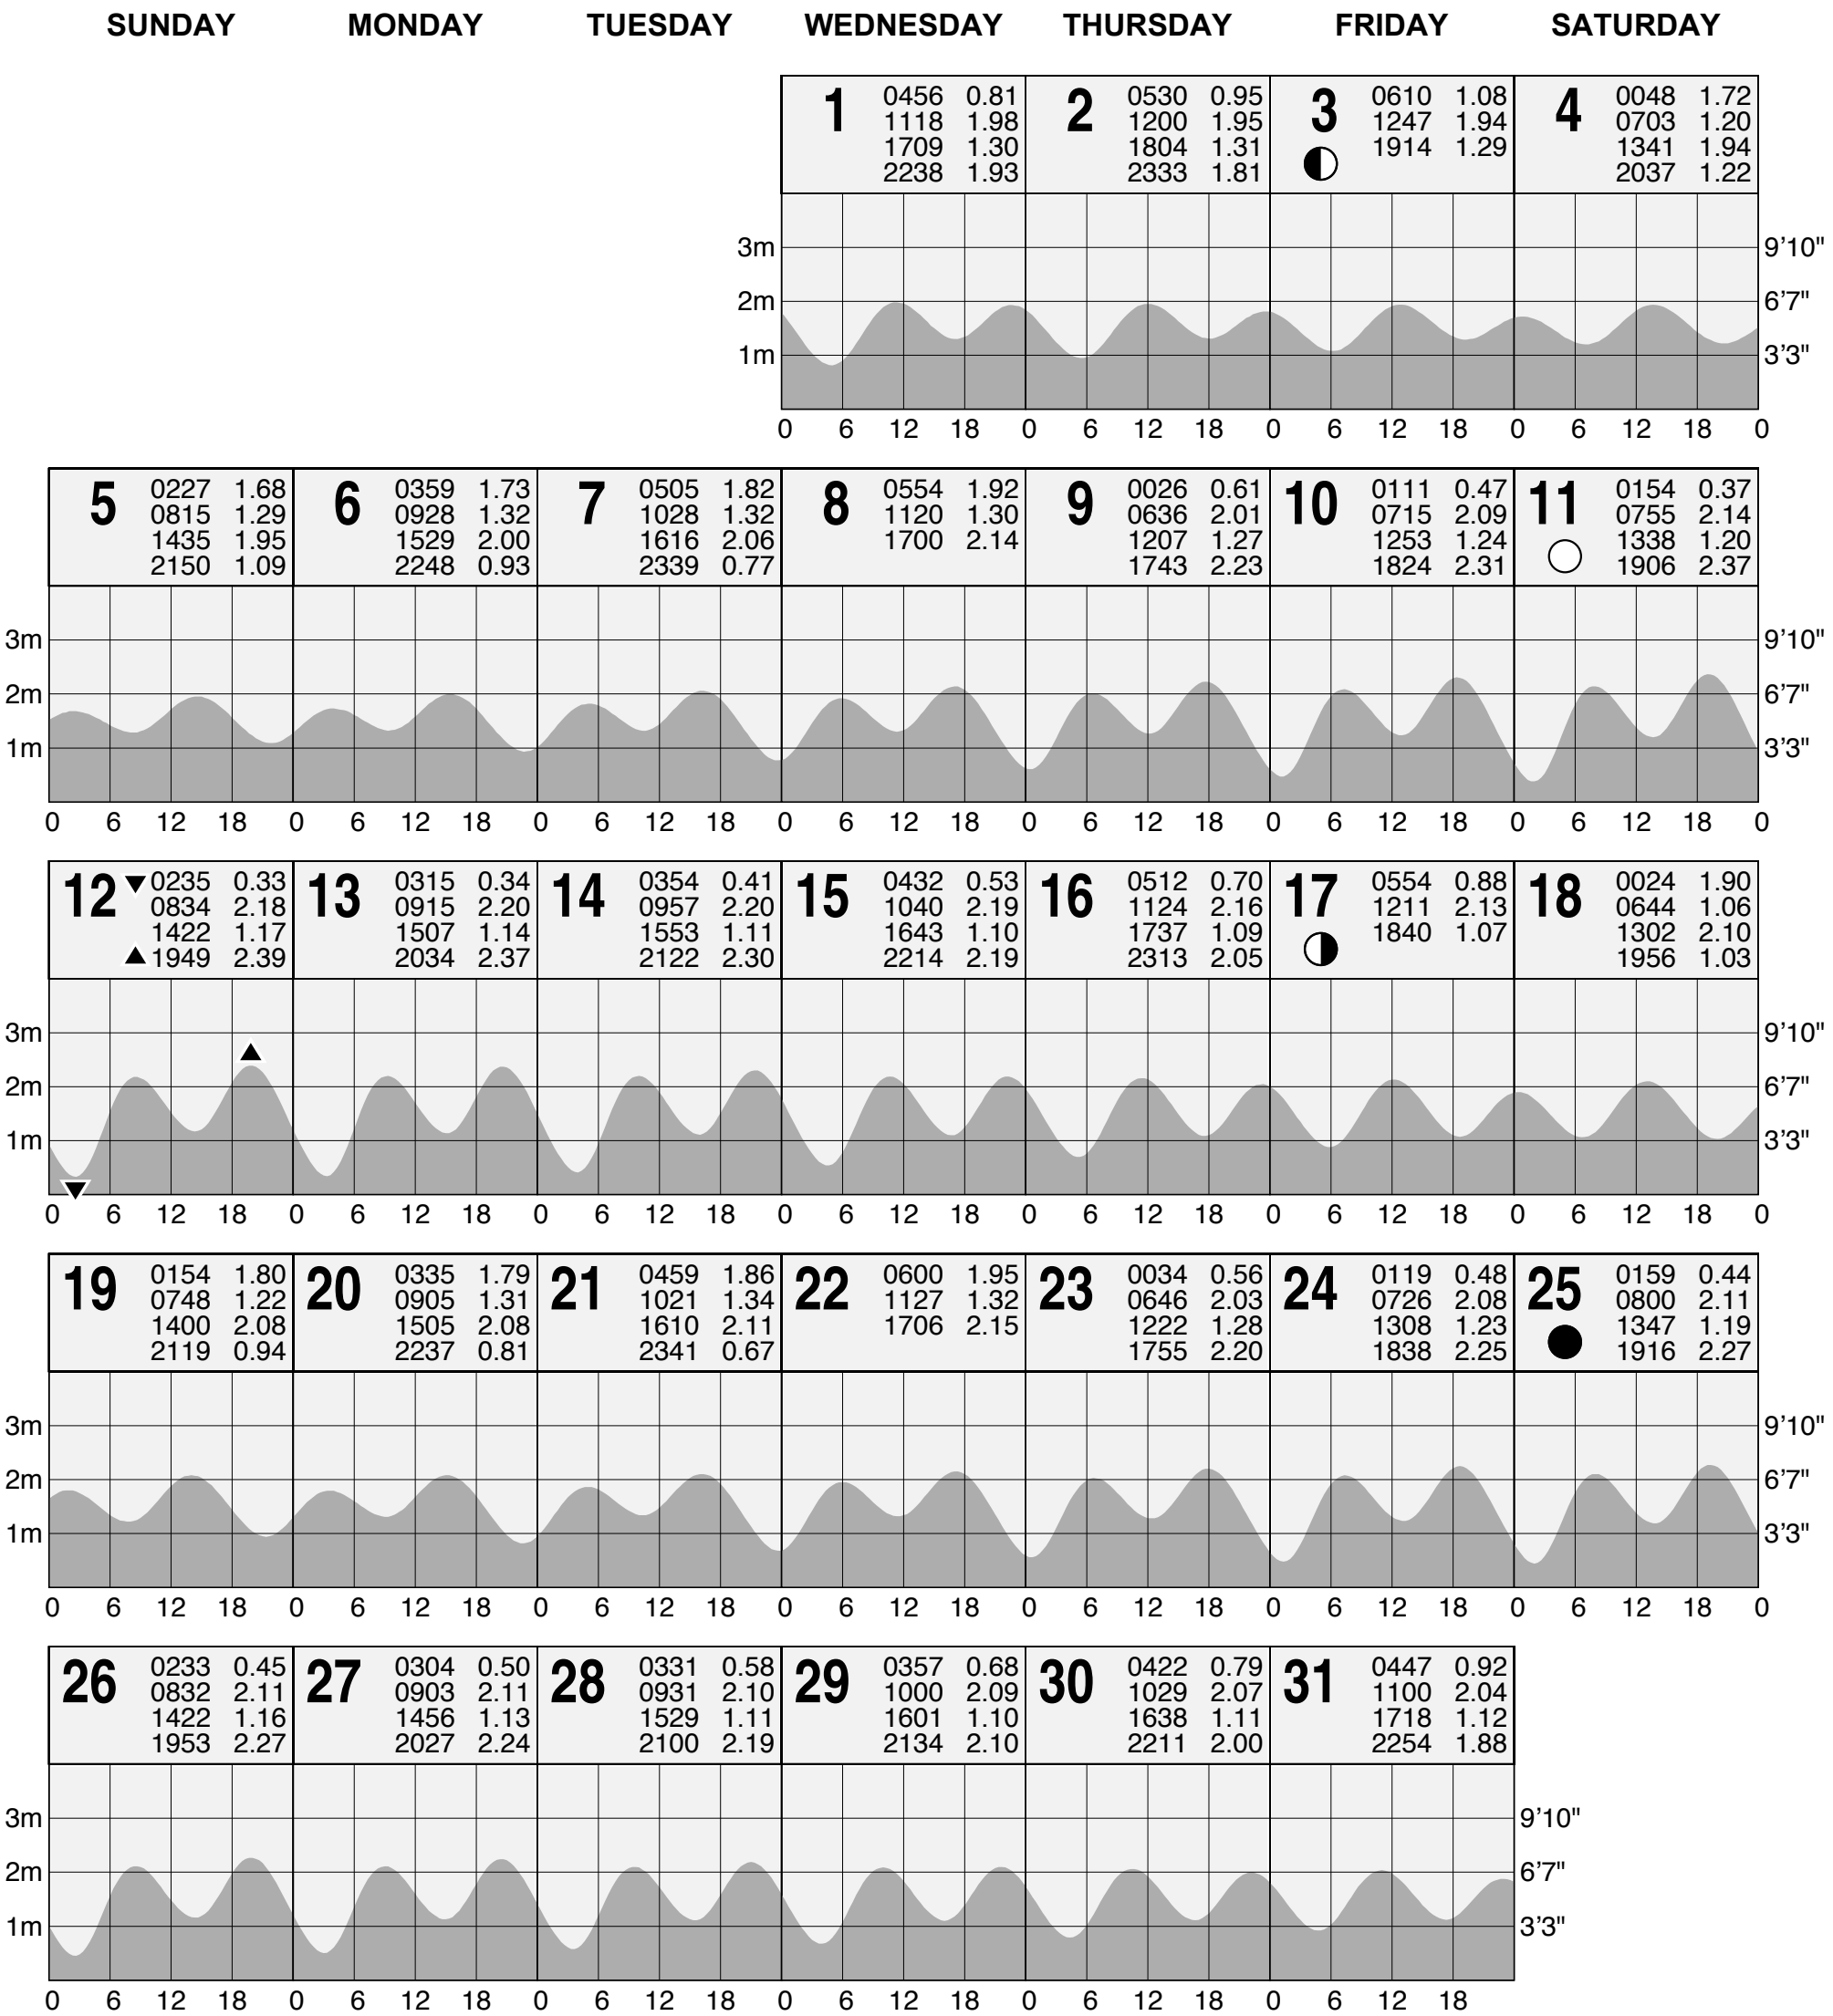 SUNDAY MONDAY TUESDAY WEDNESDAY THURSDAY FRIDAY SATURDAY
1 0456 0.81 2 0530 0.95 3 0610 1.08 4 0048 1.72
1118 1.98 1200 1.95 1247 1.94 0703 1.20
1709 1.30 1804 1.31 1914 1.29 1341 1.94
2238 1.93 2333 1.81 2037 1.22
3m 9'10"
2m 6'7"
1m 3'3"
0 6 12 18 0 6 12 18 0 6 12 18 0 6 12 18 0
5 0227 1.68 6 0359 1.73 7 0505 1.82 8 0554 1.92 9 0026 0.61 10 0111 0.47 11 0154 0.37
0815 1.29 0928 1.32 1028 1.32 1120 1.30 0636 2.01 0715 2.09 0755 2.14
1435 1.95 1529 2.00 1616 2.06 1700 2.14 1207 1.27 1253 1.24 1338 1.20
2150 1.09 2248 0.93 2339 0.77 1743 2.23 1824 2.31 1906 2.37
3m 9'10"
2m 6'7"
1m 3'3"
0 6 12 18 0 6 12 18 0 6 12 18 0 6 12 18 0 6 12 18 0 6 12 18 0 6 12 18 0
12 0235 0.33 13 0315 0.34 14 0354 0.41 15 0432 0.53 16 0512 0.70 17 0554 0.88 18 0024 1.90
0834 2.18 0915 2.20 0957 2.20 1040 2.19 1124 2.16 1211 2.13 0644 1.06
1422 1.17 1507 1.14 1553 1.11 1643 1.10 1737 1.09 1840 1.07 1302 2.10
1949 2.39 2034 2.37 2122 2.30 2214 2.19 2313 2.05 1956 1.03
3m 9'10"
2m 6'7"
1m 3'3"
0 6 12 18 0 6 12 18 0 6 12 18 0 6 12 18 0 6 12 18 0 6 12 18 0 6 12 18 0
19 0154 1.80 20 0335 1.79 21 0459 1.86 22 0600 1.95 23 0034 0.56 24 0119 0.48 25 0159 0.44
0748 1.22 0905 1.31 1021 1.34 1127 1.32 0646 2.03 0726 2.08 0800 2.11
1400 2.08 1505 2.08 1610 2.11 1706 2.15 1222 1.28 1308 1.23 1347 1.19
2119 0.94 2237 0.81 2341 0.67 1755 2.20 1838 2.25 1916 2.27
3m 9'10"
2m 6'7"
1m 3'3"
0 6 12 18 0 6 12 18 0 6 12 18 0 6 12 18 0 6 12 18 0 6 12 18 0 6 12 18 0
26 0233 0.45 27 0304 0.50 28 0331 0.58 29 0357 0.68 30 0422 0.79 31 0447 0.92
0832 2.11 0903 2.11 0931 2.10 1000 2.09 1029 2.07 1100 2.04
1422 1.16 1456 1.13 1529 1.11 1601 1.10 1638 1.11 1718 1.12
1953 2.27 2027 2.24 2100 2.19 2134 2.10 2211 2.00 2254 1.88
3m 9'10"
2m 6'7"
1m 3'3"
0 6 12 18 0 6 12 18 0 6 12 18 0 6 12 18 0 6 12 18 0 6 12 18